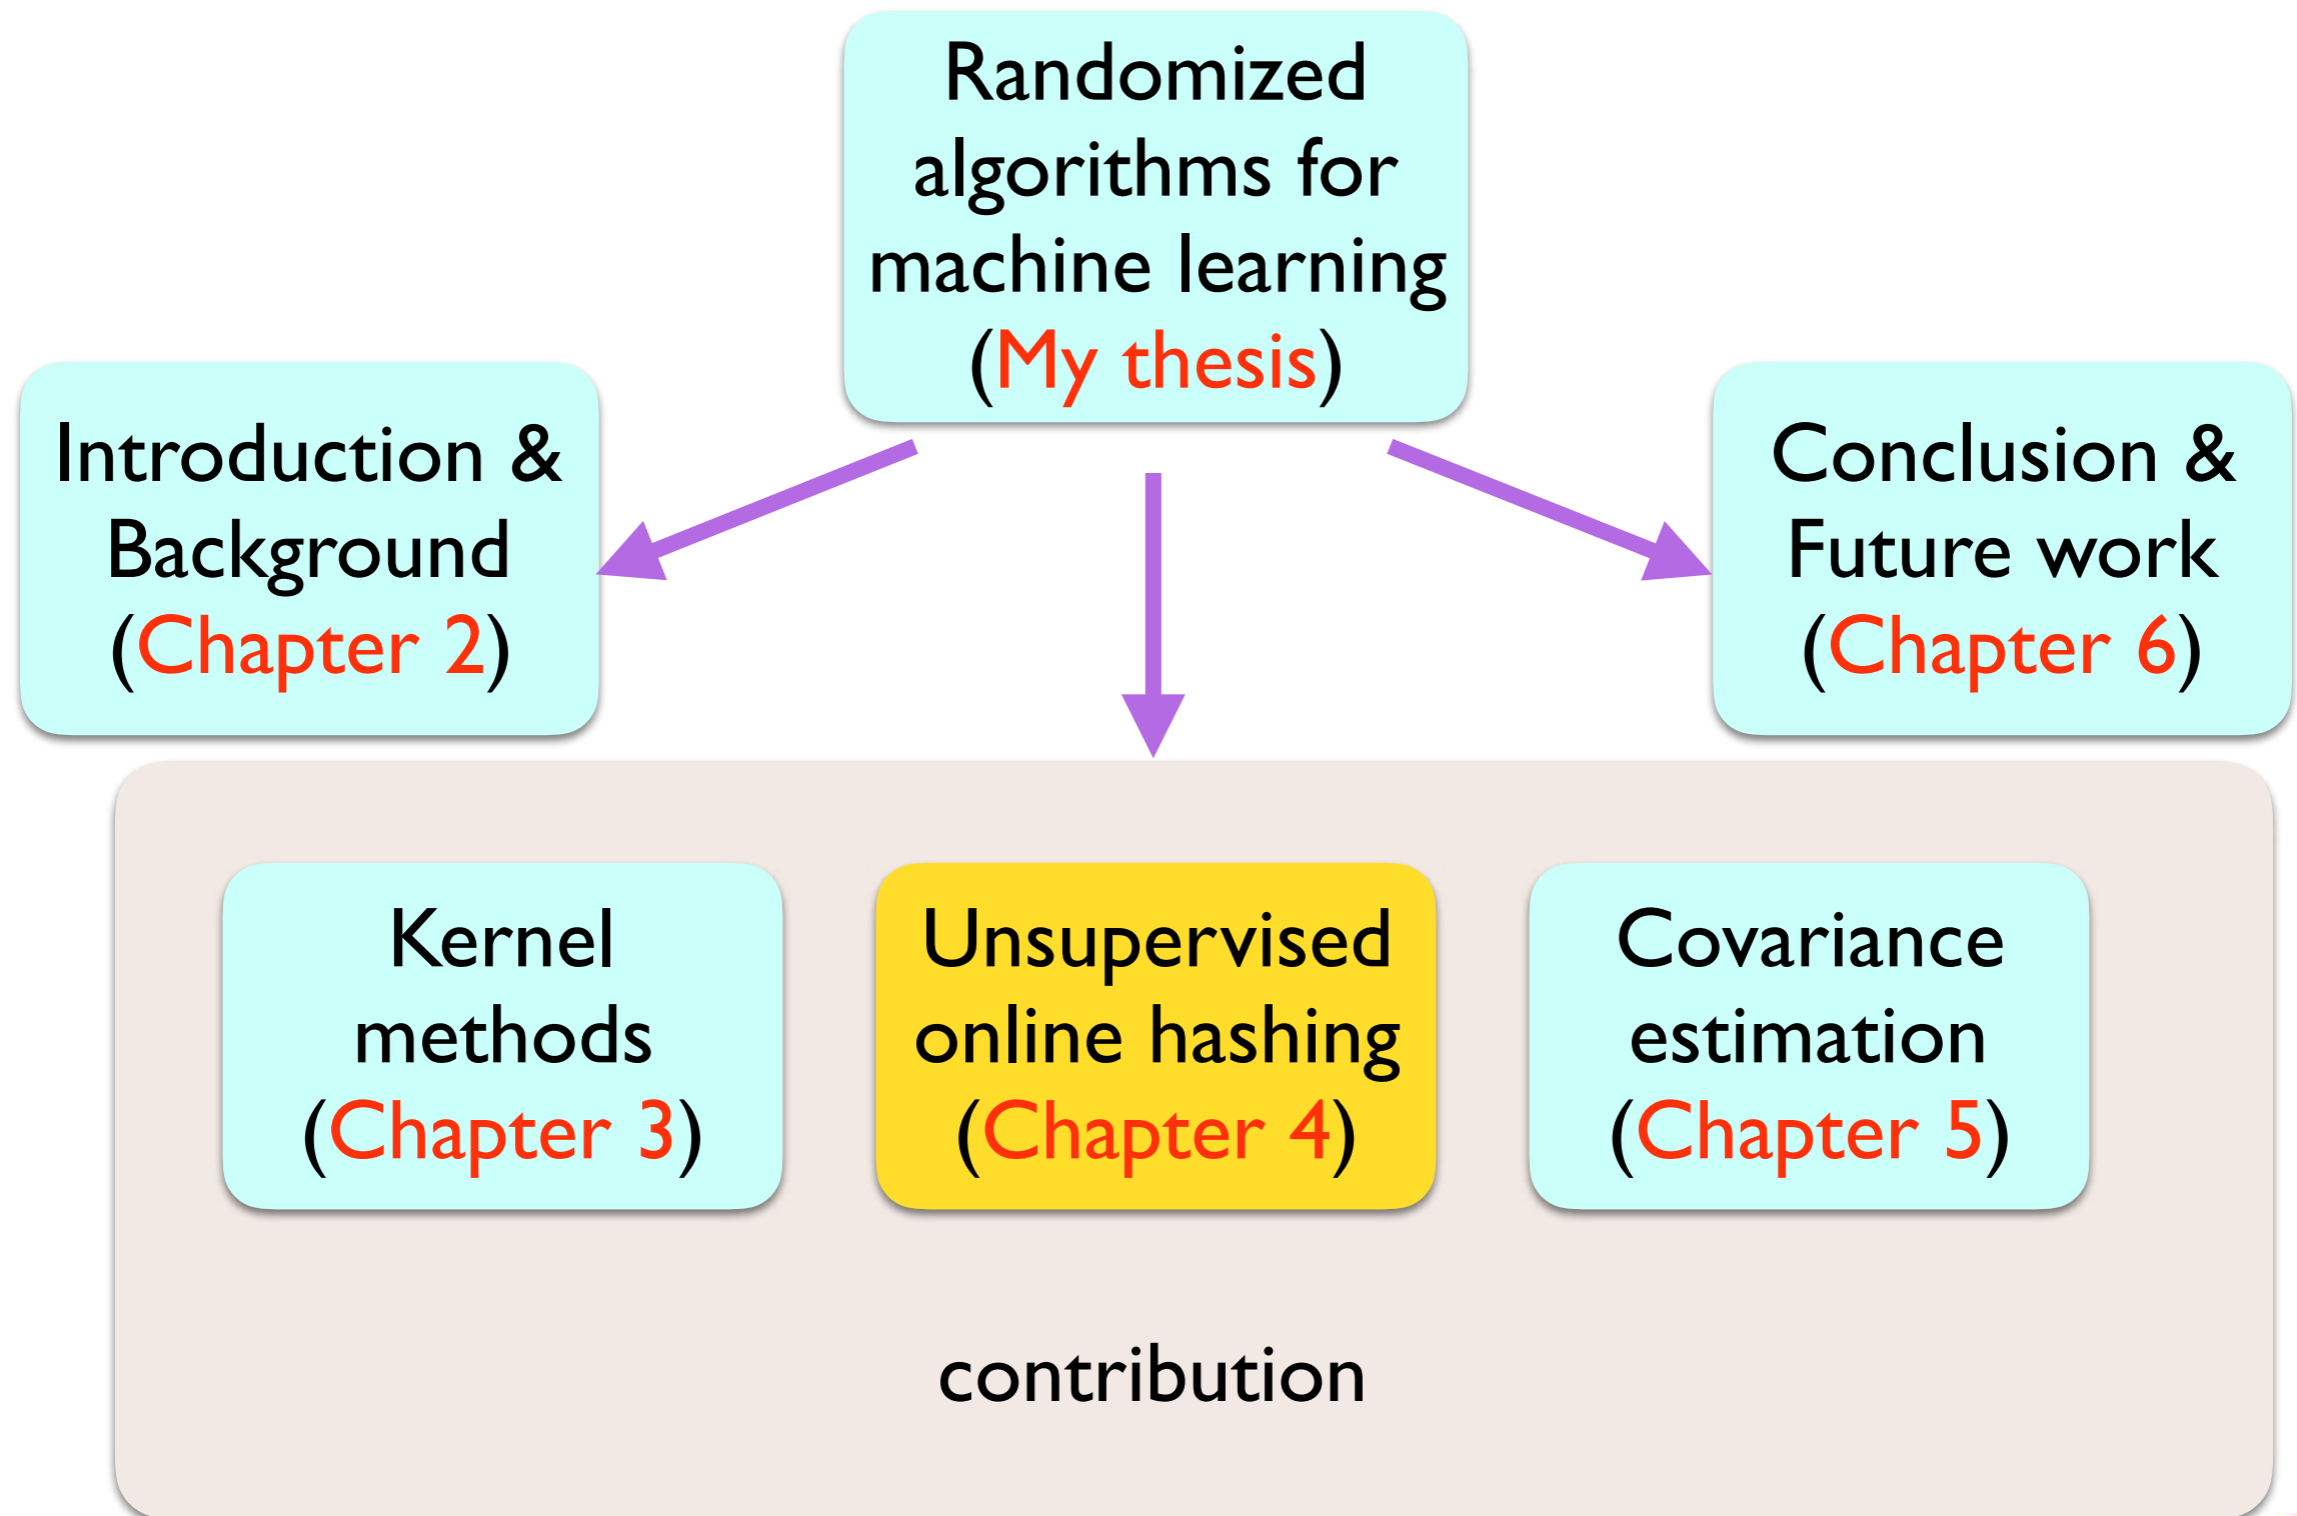 Randomized
algorithms for
machine learning
(My thesis)
Introduction &
Background
(Chapter 2)
Conclusion &
Future work
(Chapter 6)
Kernel
methods
(Chapter 3)
Unsupervised
online hashing
(Chapter 4)
Covariance
estimation
(Chapter 5)
contribution